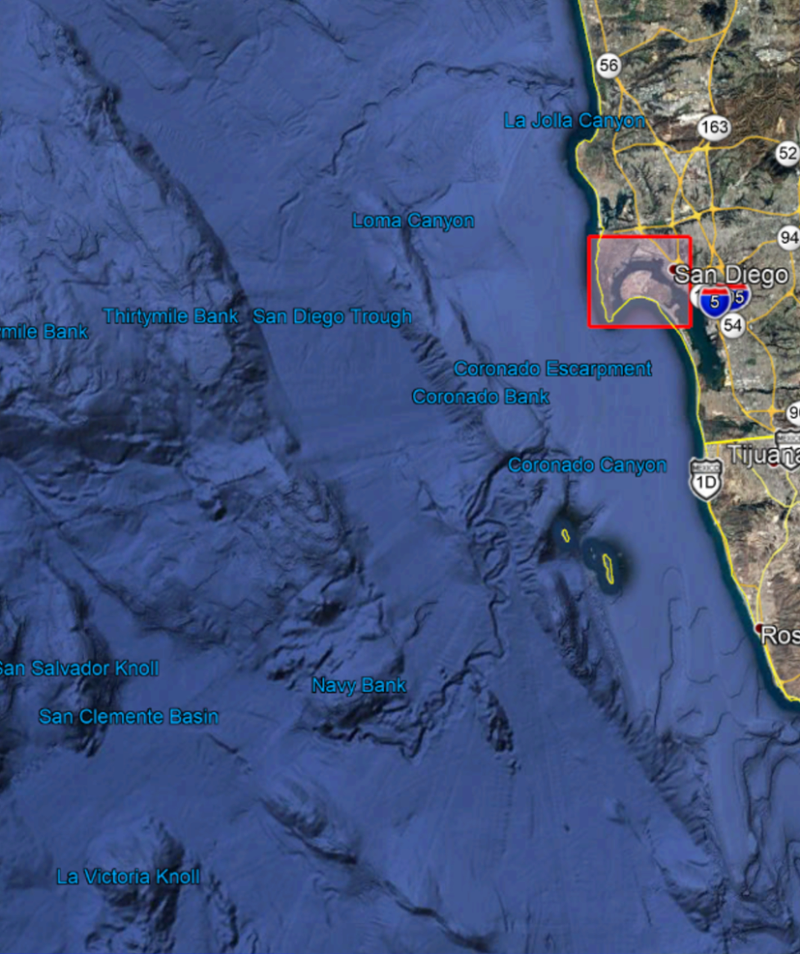 56
La Jolla Canyon
163
52
Loma Canyon
94
San Diego
5
5
54
Thirtymile Bank
San Diego Trough
mile Bank
Coronado Escarpment
Coronado Bank
90
Coronado Canyon
Tijuana
MEXICO
1D
Ros
San Salvador Knoll
Navy Bank
San Clemente Basin
La Victoria Knoll